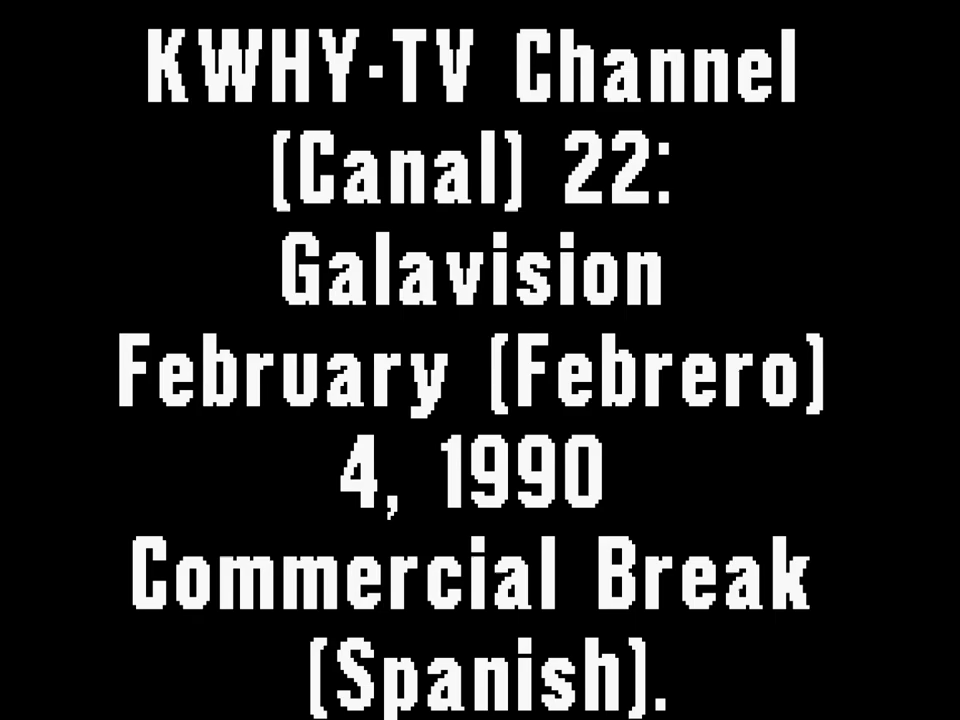 KWHY-TV Channel
(Canal) 22:
Galavision
February (Febrero)
4, 1990
Commercial Break
(Spanish).